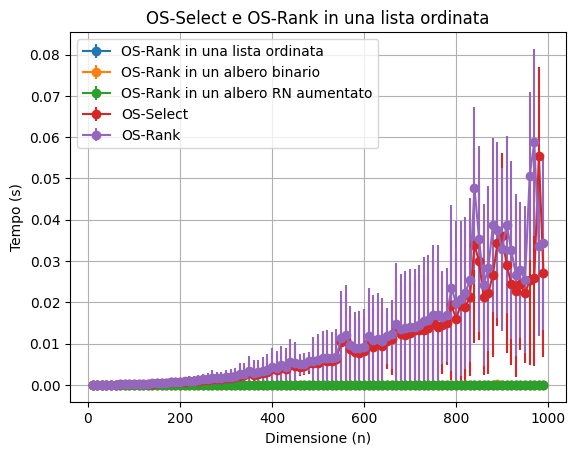 OS-Select e OS-Rank in una lista ordinata
OS-Rank in una lista ordinata
OS-Rank in un albero binario
OS-Rank in un albero RN aumentato
OS-Select
OS-Rank
Tempo (s)
0.08
0.07
0.06
0.05
0.04
0.03
0.02
0.01
0.00
0
200
400
600
800
1000
Dimensione (n)